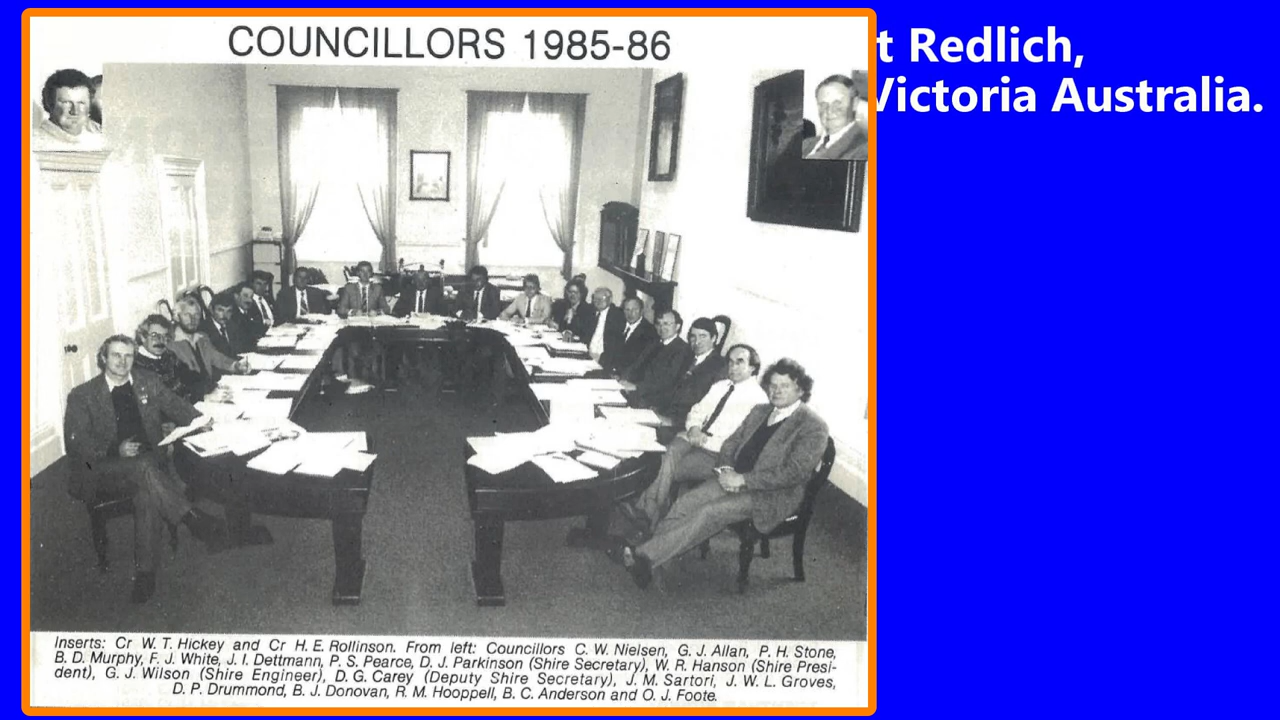 COUNCILLORS 1985-86
t Redlich,
Victoria Australia.
Inserts: Cr W. T. Hickey and Cr H. E. Rollinson. From left: Councillors C. W. Nielsen, G. J. Allan, P. H. Stone,
B. D. Murphy, F. J. White, J. I. Dettmann, P. S. Pearce, D. J. Parkinson (Shire Secretary), W. R. Hanson (Shire Presi-
dent), G. J. Wilson (Shire Engineer), D. G. Carey (Deputy Shire Secretary), J. M. Sartori, J. W. L. Groves,
D. P. Drummond, B. J. Donovan, R. M. Hooppell, B. C. Anderson and O. J. Foote.